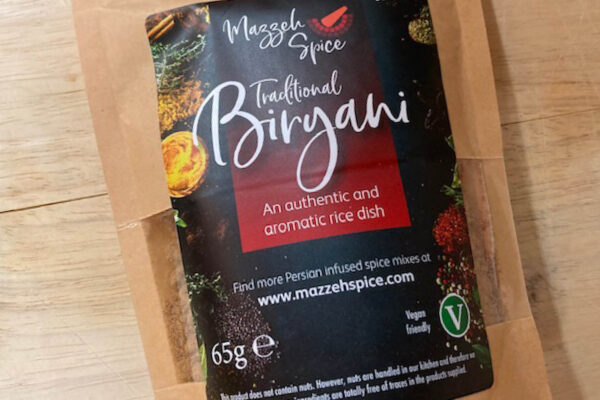 Mazzeh
Spice
Traditional
Biryani
An authentic and
aromatic rice dish
Find more Persian infused spice mixes at
www.mazzehspice.com
Vegan
friendly
V
65g ℮
This product does not contain nuts. However, nuts are handled in our kitchen and therefore we
ingredients are totally free of traces in the products supplied.